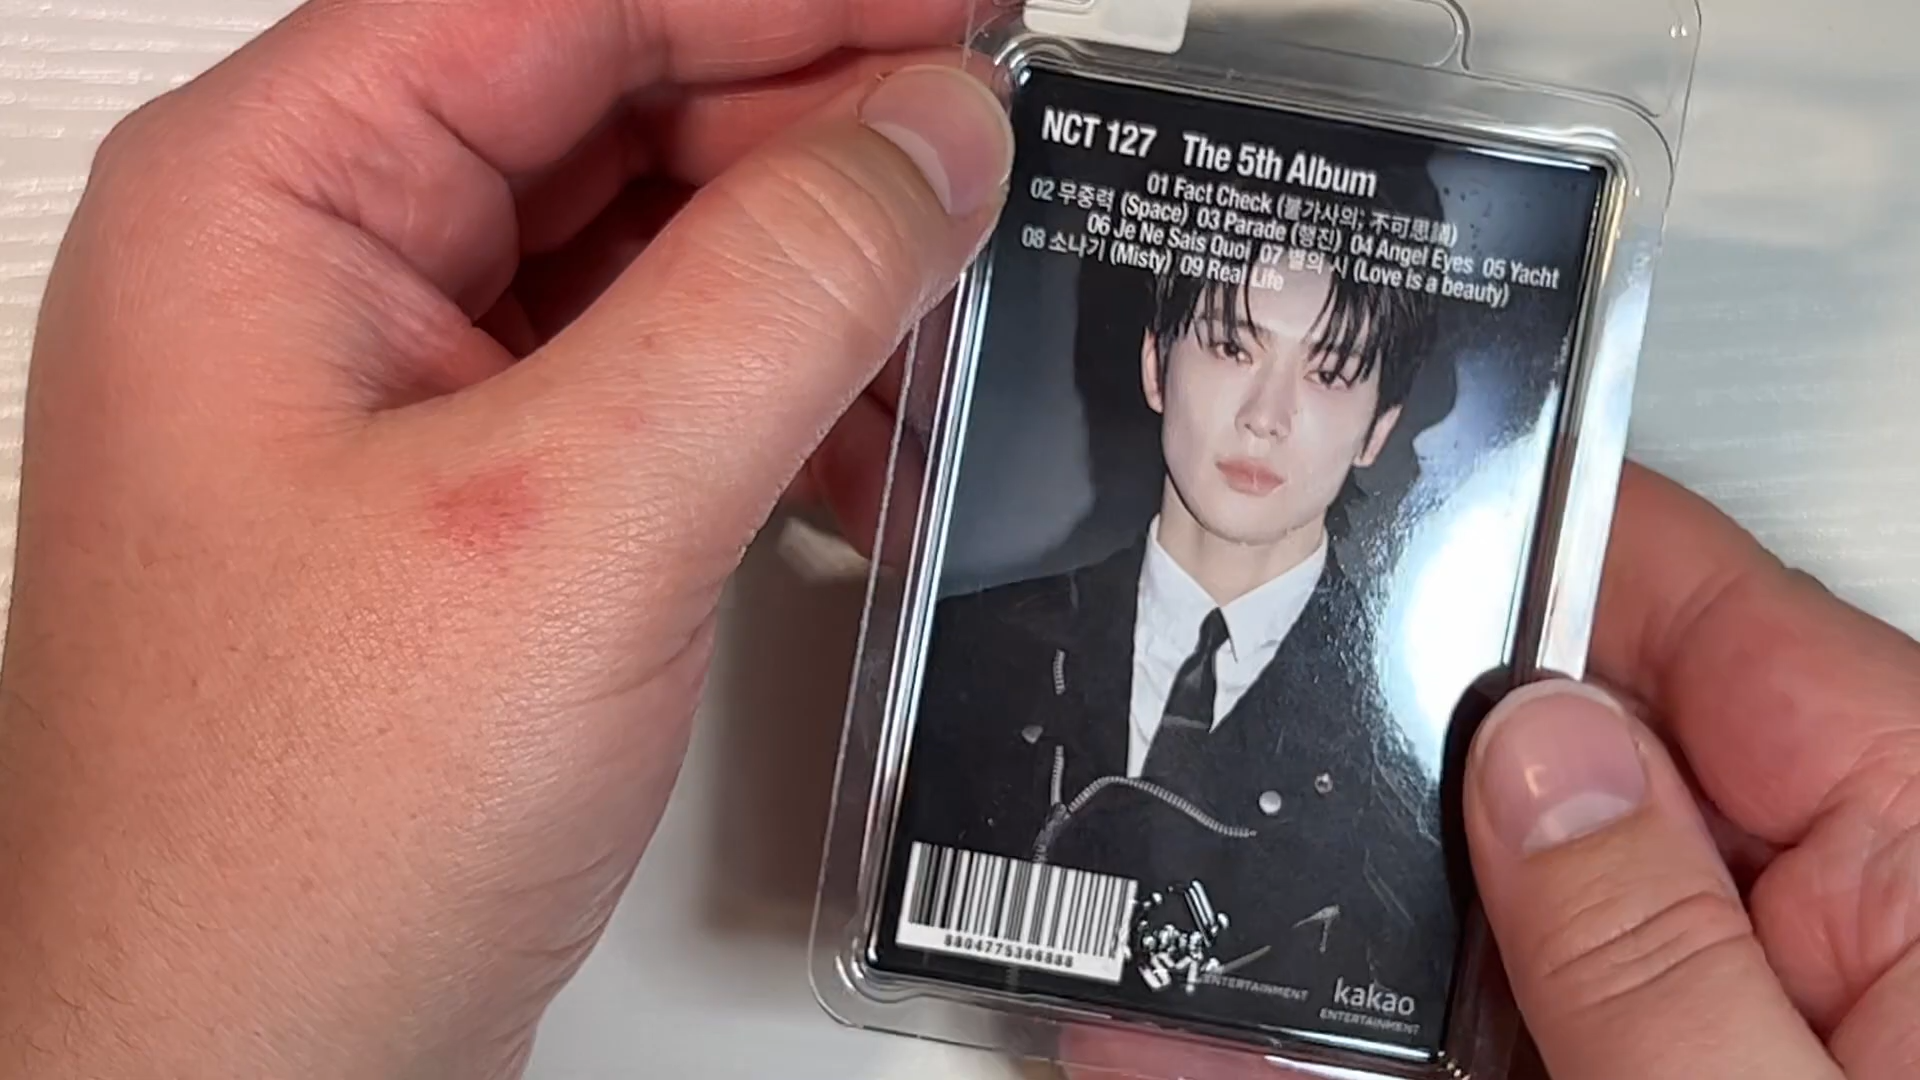 NCT 127 The 5th Album
01 Fact Check (불가사의; 不可思議)
02 무중력 (Space) 03 Parade (행진) 04 Angel Eyes 05 Yacht
06 Je Ne Sais Quoi 07 별의 시 (Love is a beauty)
08 소나기 (Misty) 09 Real Life
8804775366888
ENTERTAINMENT
kakao
ENTERTAINMENT